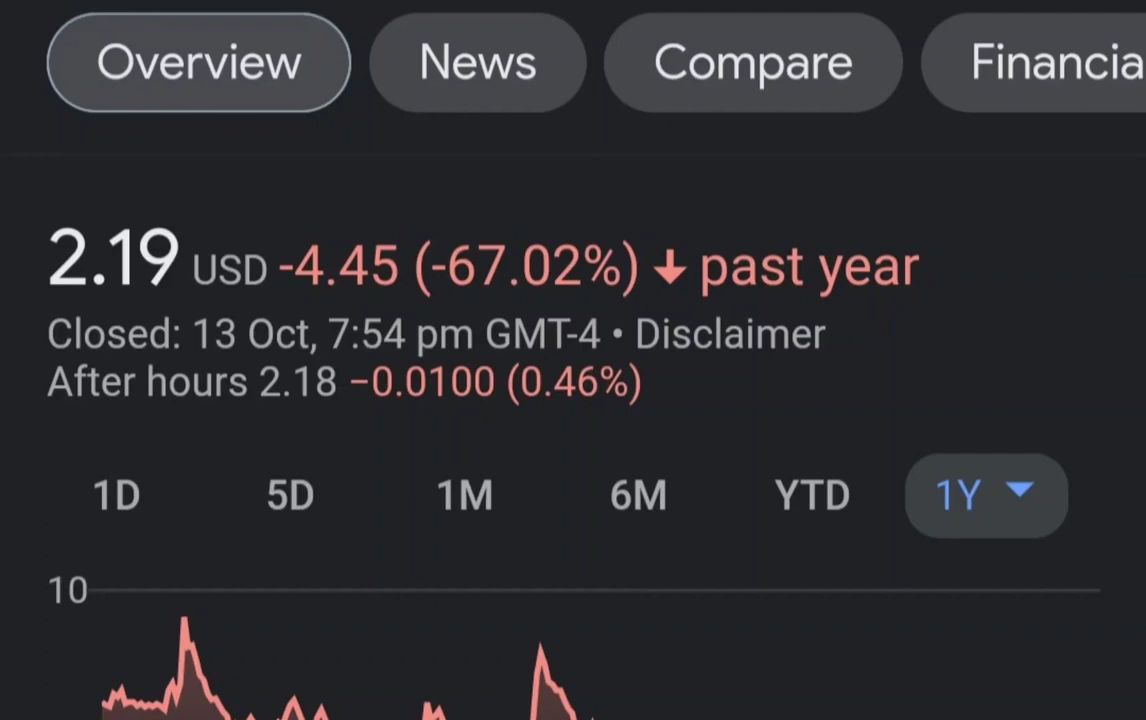 Overview News Compare Financia
2.19 USD -4.45 (-67.02%) ↓ past year
Closed: 13 Oct, 7:54 pm GMT-4 • Disclaimer
After hours 2.18 −0.0100 (0.46%)
1D 5D 1M 6M YTD 1Y
10